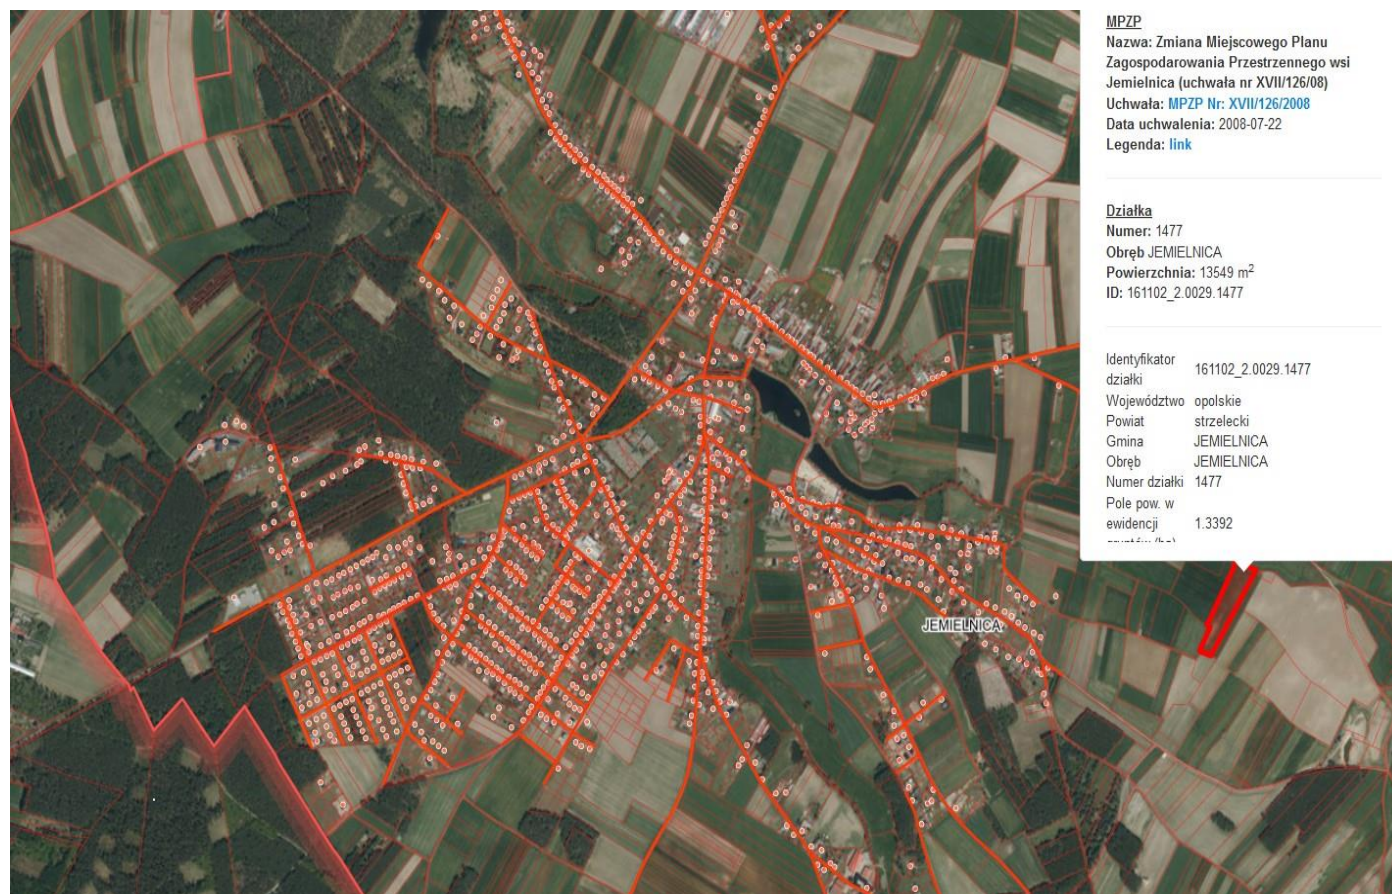 MPZP
Nazwa: Zmiana Miejscowego Planu
Zagospodarowania Przestrzennego wsi
Jemielnica (uchwała nr XVII/126/08)
Uchwała: MPZP Nr: XVII/126/2008
Data uchwalenia: 2008-07-22
Legenda: link
Działka
Numer: 1477
Obręb JEMIELNICA
Powierzchnia: 13549 m²
ID: 161102_2.0029.1477
Identyfikator
działki 161102_2.0029.1477
Województwo opolskie
Powiat strzelecki
Gmina JEMIELNICA
Obręb JEMIELNICA
Numer działki 1477
Pole pow. w
ewidencji 1.3392
JEMIELNICA